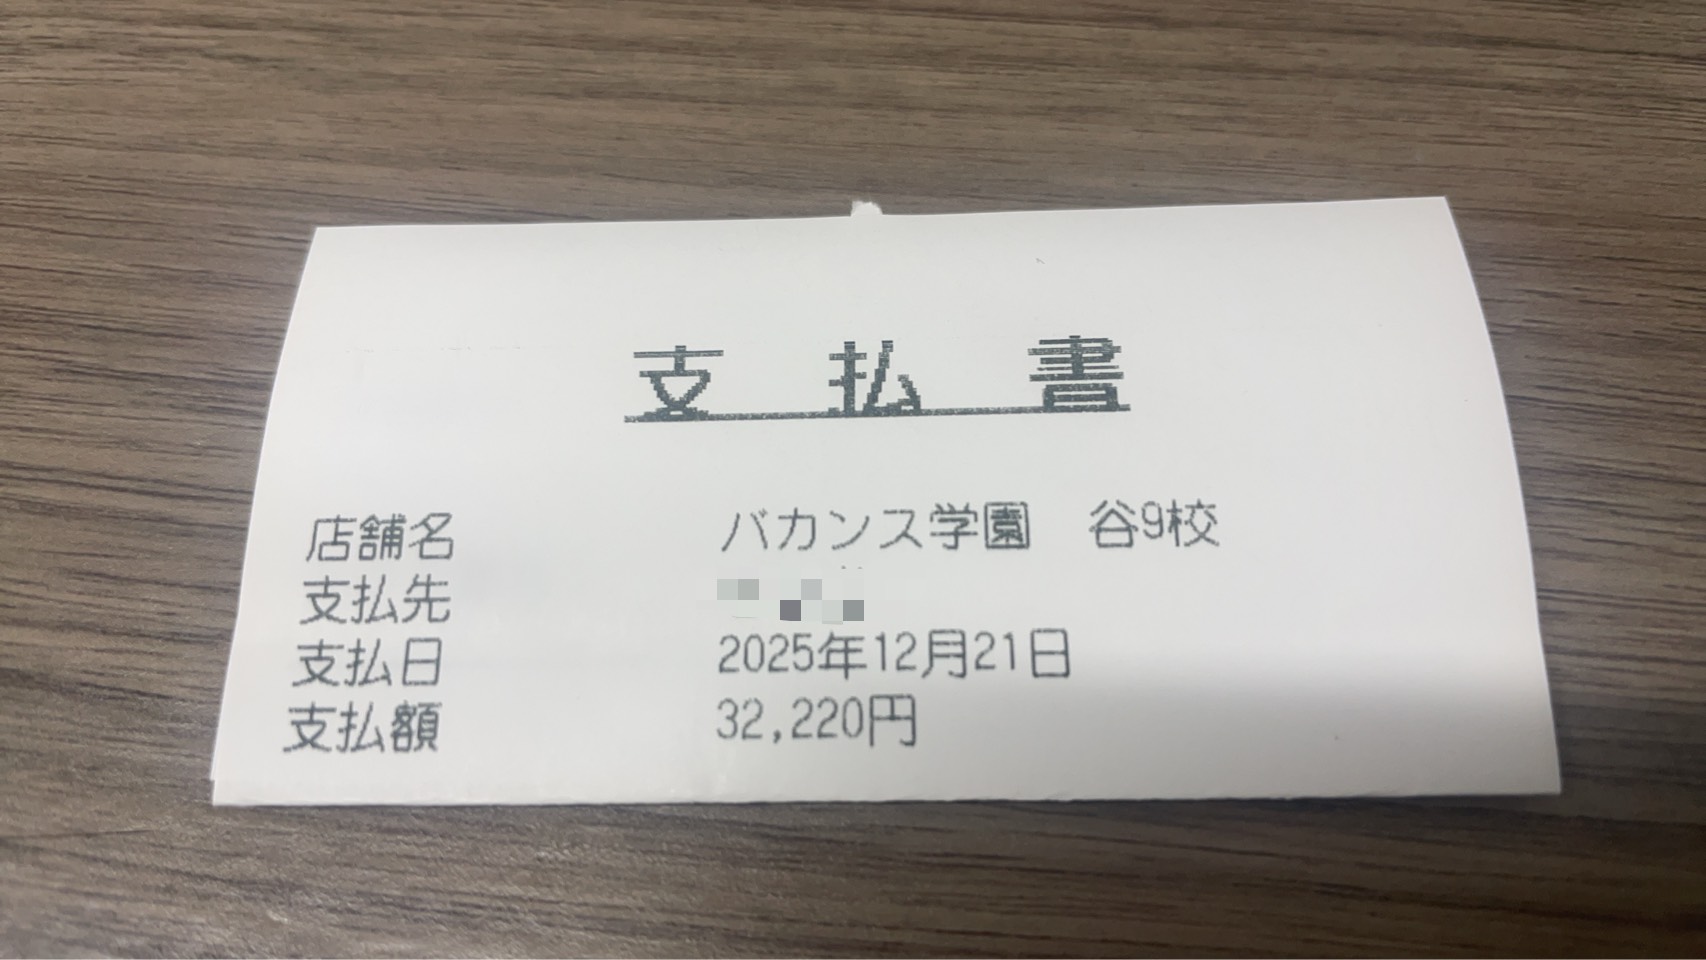 支払書
店舗名 バカンス学園 谷9校
支払先
支払日 2025年12月21日
支払額 32,220円